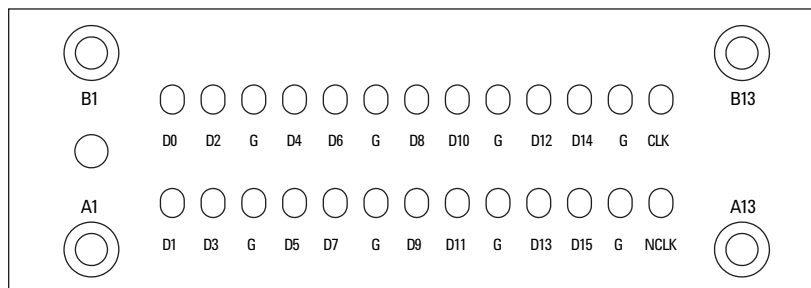 B1 B13
D0 D2 G D4 D6 G D8 D10 G D12 D14 G CLK
A1 A13
D1 D3 G D5 D7 G D9 D11 G D13 D15 G NCLK